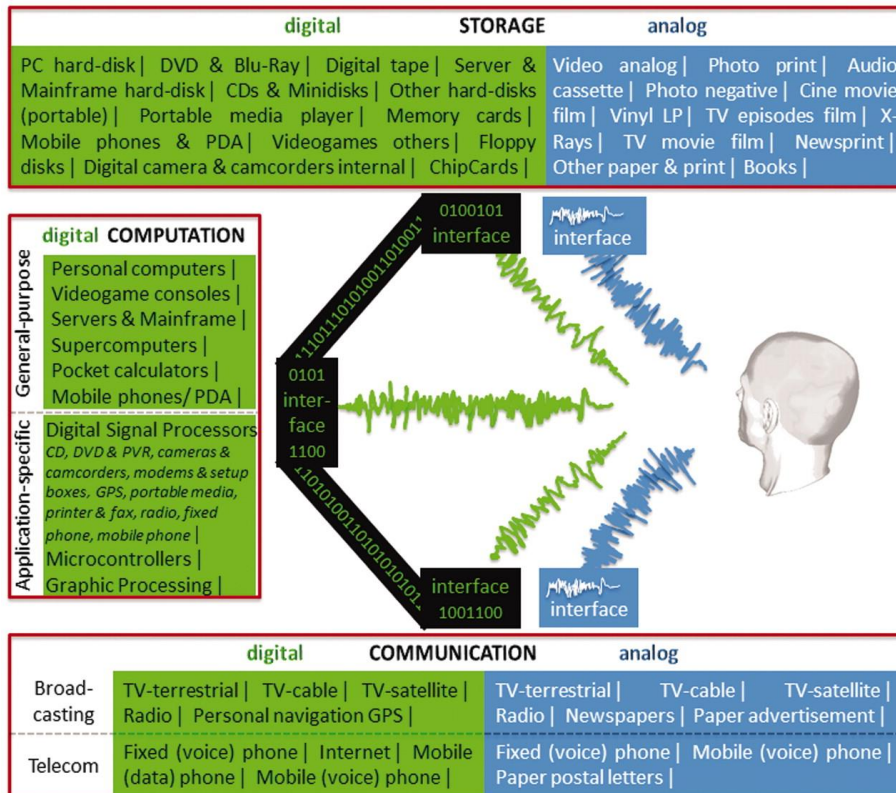 digital STORAGE analog
PC hard-disk | DVD & Blu-Ray | Digital tape | Server &
Mainframe hard-disk | CDs & Minidisks | Other hard-disks
(portable) | Portable media player | Memory cards |
Mobile phones & PDA | Videogames others | Floppy
disks | Digital camera & camcorders internal | ChipCards |
Video analog | Photo print | Audio
cassette | Photo negative | Cine movie
film | Vinyl LP | TV episodes film | X-
Rays | TV movie film | Newsprint |
Other paper & print | Books |
0100101
interface
interface
digital COMPUTATION
General-purpose
Personal computers |
Videogame consoles |
Servers & Mainframe |
Supercomputers |
Pocket calculators |
Mobile phones/ PDA |
Application-specific
Digital Signal Processors
CD, DVD & PVR, cameras &
camcorders, modems & setup
boxes, GPS, portable media,
printer & fax, radio, fixed
phone, mobile phone |
Microcontrollers |
Graphic Processing |
0101
inter-
face
1100
interface
1001100
interface
digital COMMUNICATION analog
Broad-
casting
TV-terrestrial | TV-cable | TV-satellite |
Radio | Personal navigation GPS |
TV-terrestrial | TV-cable | TV-satellite |
Radio | Newspapers | Paper advertisement |
Telecom
Fixed (voice) phone | Internet | Mobile
(data) phone | Mobile (voice) phone |
Fixed (voice) phone | Mobile (voice) phone |
Paper postal letters |